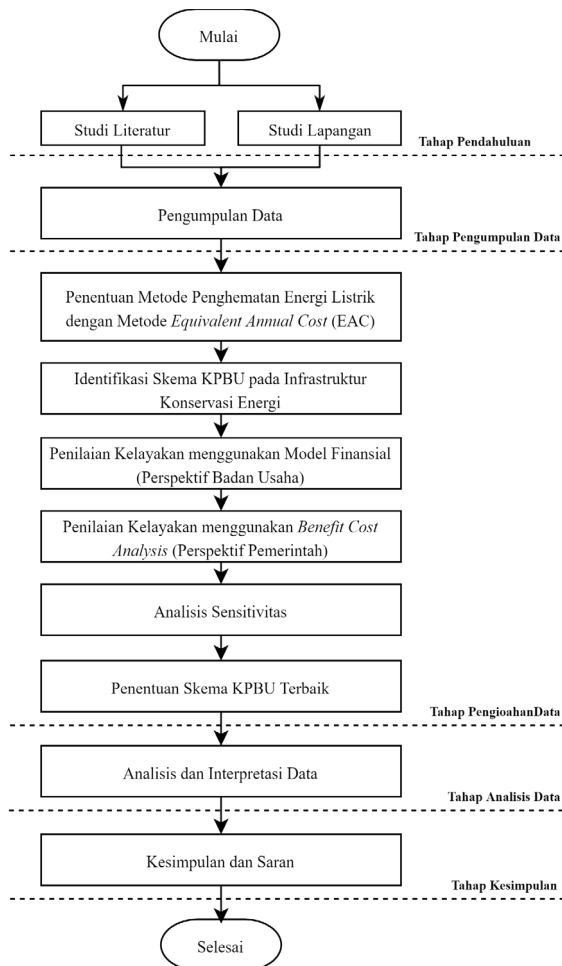 Mulai
Studi Literatur
Studi Lapangan
Tahap Pendahuluan
Pengumpulan Data
Tahap Pengumpulan Data
Penentuan Metode Penghematan Energi Listrik
dengan Metode Equivalent Annual Cost (EAC)
Identifikasi Skema KPBU pada Infrastruktur
Konservasi Energi
Penilaian Kelayakan menggunakan Model Finansial
(Perspektif Badan Usaha)
Penilaian Kelayakan menggunakan Benefit Cost
Analysis (Perspektif Pemerintah)
Analisis Sensitivitas
Penentuan Skema KPBU Terbaik
Tahap PengioahanData
Analisis dan Interpretasi Data
Tahap Analisis Data
Kesimpulan dan Saran
Tahap Kesimpulan
Selesai